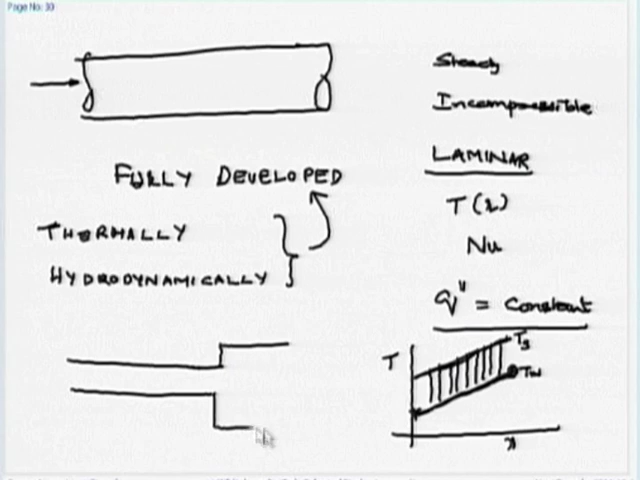 Page No: 30
Steady
Incompressible
LAMINAR
FULLY DEVELOPED
T(r)
THERMALLY
Nu
HYDRODYNAMICALLY
q" = Constant
T
Ts
Tm
x